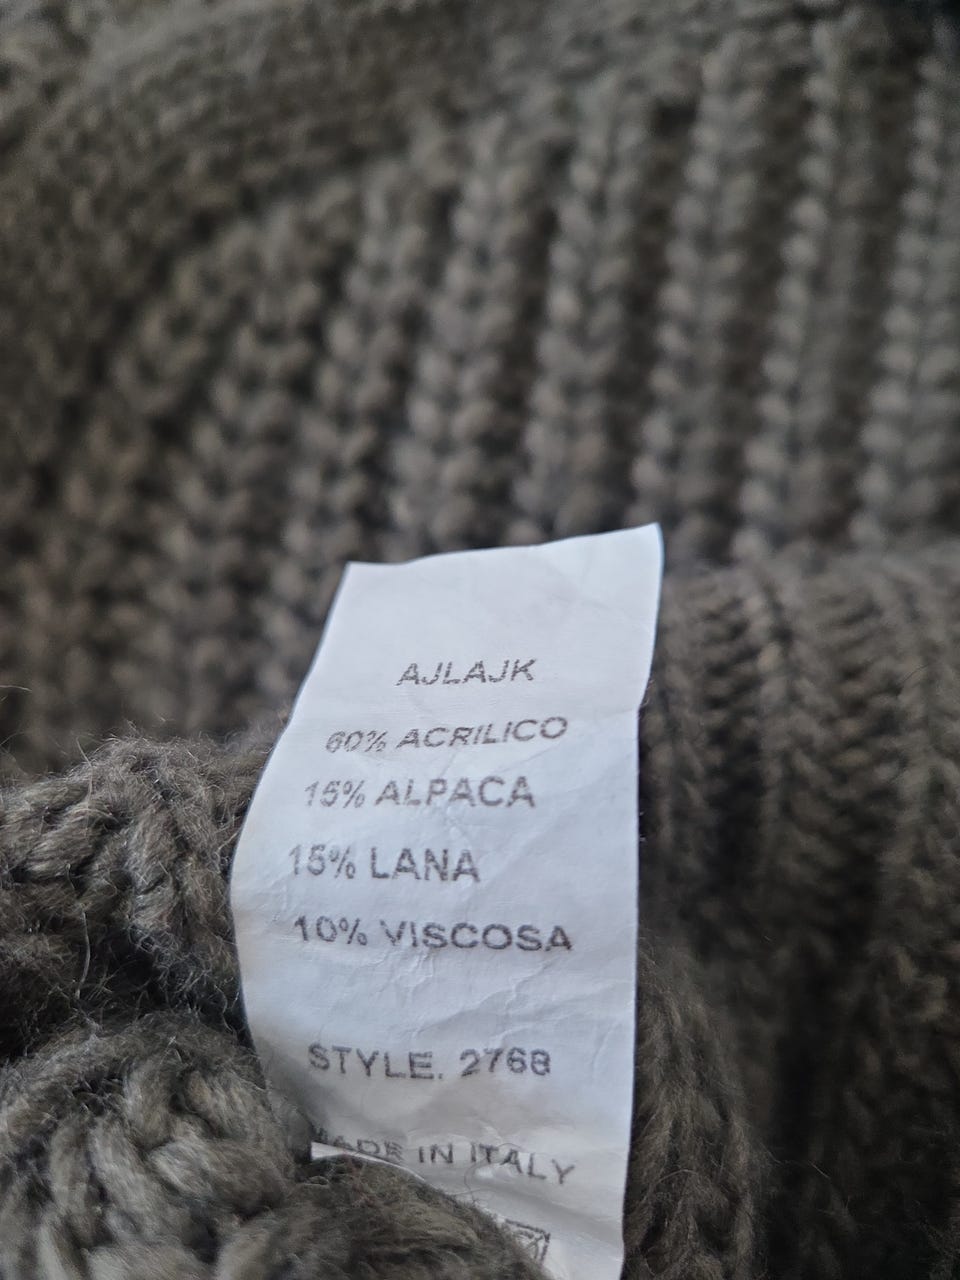 AJLAJK
60% ACRILICO
15% ALPACA
15% LANA
10% VISCOSA
STYLE. 2768
MADE IN ITALY